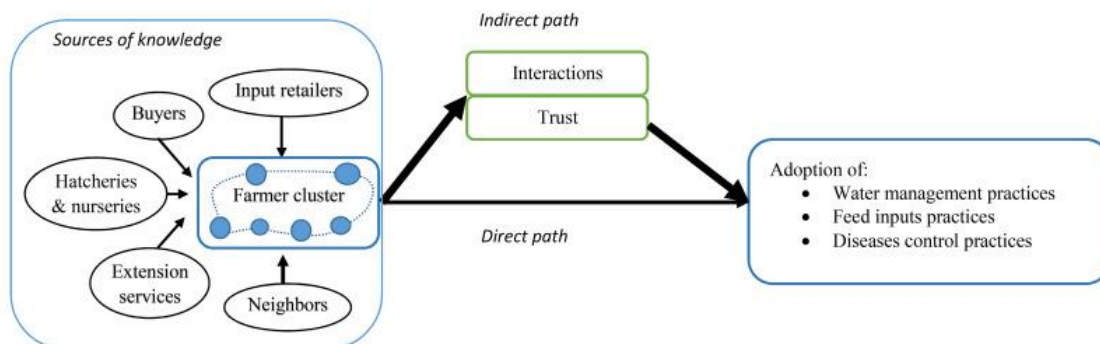 Sources of knowledge
Input retailers
Buyers
Hatcheries
& nurseries
Farmer cluster
Extension
services
Neighbors
Indirect path
Interactions
Trust
Direct path
Adoption of:
• Water management practices
• Feed inputs practices
• Diseases control practices